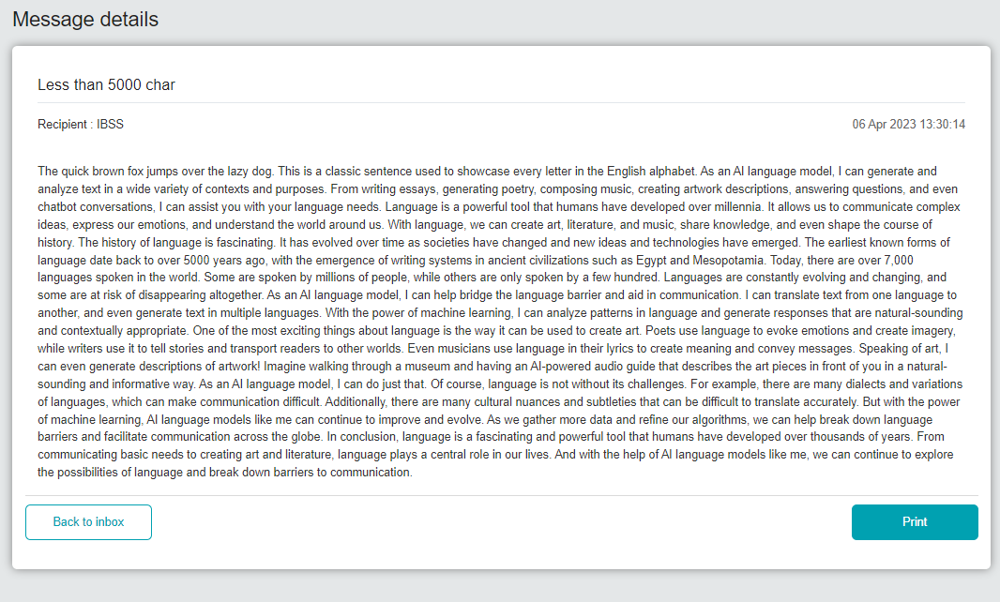 Message details
Less than 5000 char
Recipient : IBSS
06 Apr 2023 13:30:14
The quick brown fox jumps over the lazy dog. This is a classic sentence used to showcase every letter in the English alphabet. As an AI language model, I can generate and
analyze text in a wide variety of contexts and purposes. From writing essays, generating poetry, composing music, creating artwork descriptions, answering questions, and even
chatbot conversations, I can assist you with your language needs. Language is a powerful tool that humans have developed over millennia. It allows us to communicate complex
ideas, express our emotions, and understand the world around us. With language, we can create art, literature, and music, share knowledge, and even shape the course of
history. The history of language is fascinating. It has evolved over time as societies have changed and new ideas and technologies have emerged. The earliest known forms of
language date back to over 5000 years ago, with the emergence of writing systems in ancient civilizations such as Egypt and Mesopotamia. Today, there are over 7,000
languages spoken in the world. Some are spoken by millions of people, while others are only spoken by a few hundred. Languages are constantly evolving and changing, and
some are at risk of disappearing altogether. As an AI language model, I can help bridge the language barrier and aid in communication. I can translate text from one language to
another, and even generate text in multiple languages. With the power of machine learning, I can analyze patterns in language and generate responses that are natural-sounding
and contextually appropriate. One of the most exciting things about language is the way it can be used to create art. Poets use language to evoke emotions and create imagery,
while writers use it to tell stories and transport readers to other worlds. Even musicians use language in their lyrics to create meaning and convey messages. Speaking of art, I
can even generate descriptions of artwork! Imagine walking through a museum and having an AI-powered audio guide that describes the art pieces in front of you in a natural-
sounding and informative way. As an AI language model, I can do just that. Of course, language is not without its challenges. For example, there are many dialects and variations
of languages, which can make communication difficult. Additionally, there are many cultural nuances and subtleties that can be difficult to translate accurately. But with the power
of machine learning, AI language models like me can continue to improve and evolve. As we gather more data and refine our algorithms, we can help break down language
barriers and facilitate communication across the globe. In conclusion, language is a fascinating and powerful tool that humans have developed over thousands of years. From
communicating basic needs to creating art and literature, language plays a central role in our lives. And with the help of AI language models like me, we can continue to explore
the possibilities of language and break down barriers to communication.
Back to inbox
Print